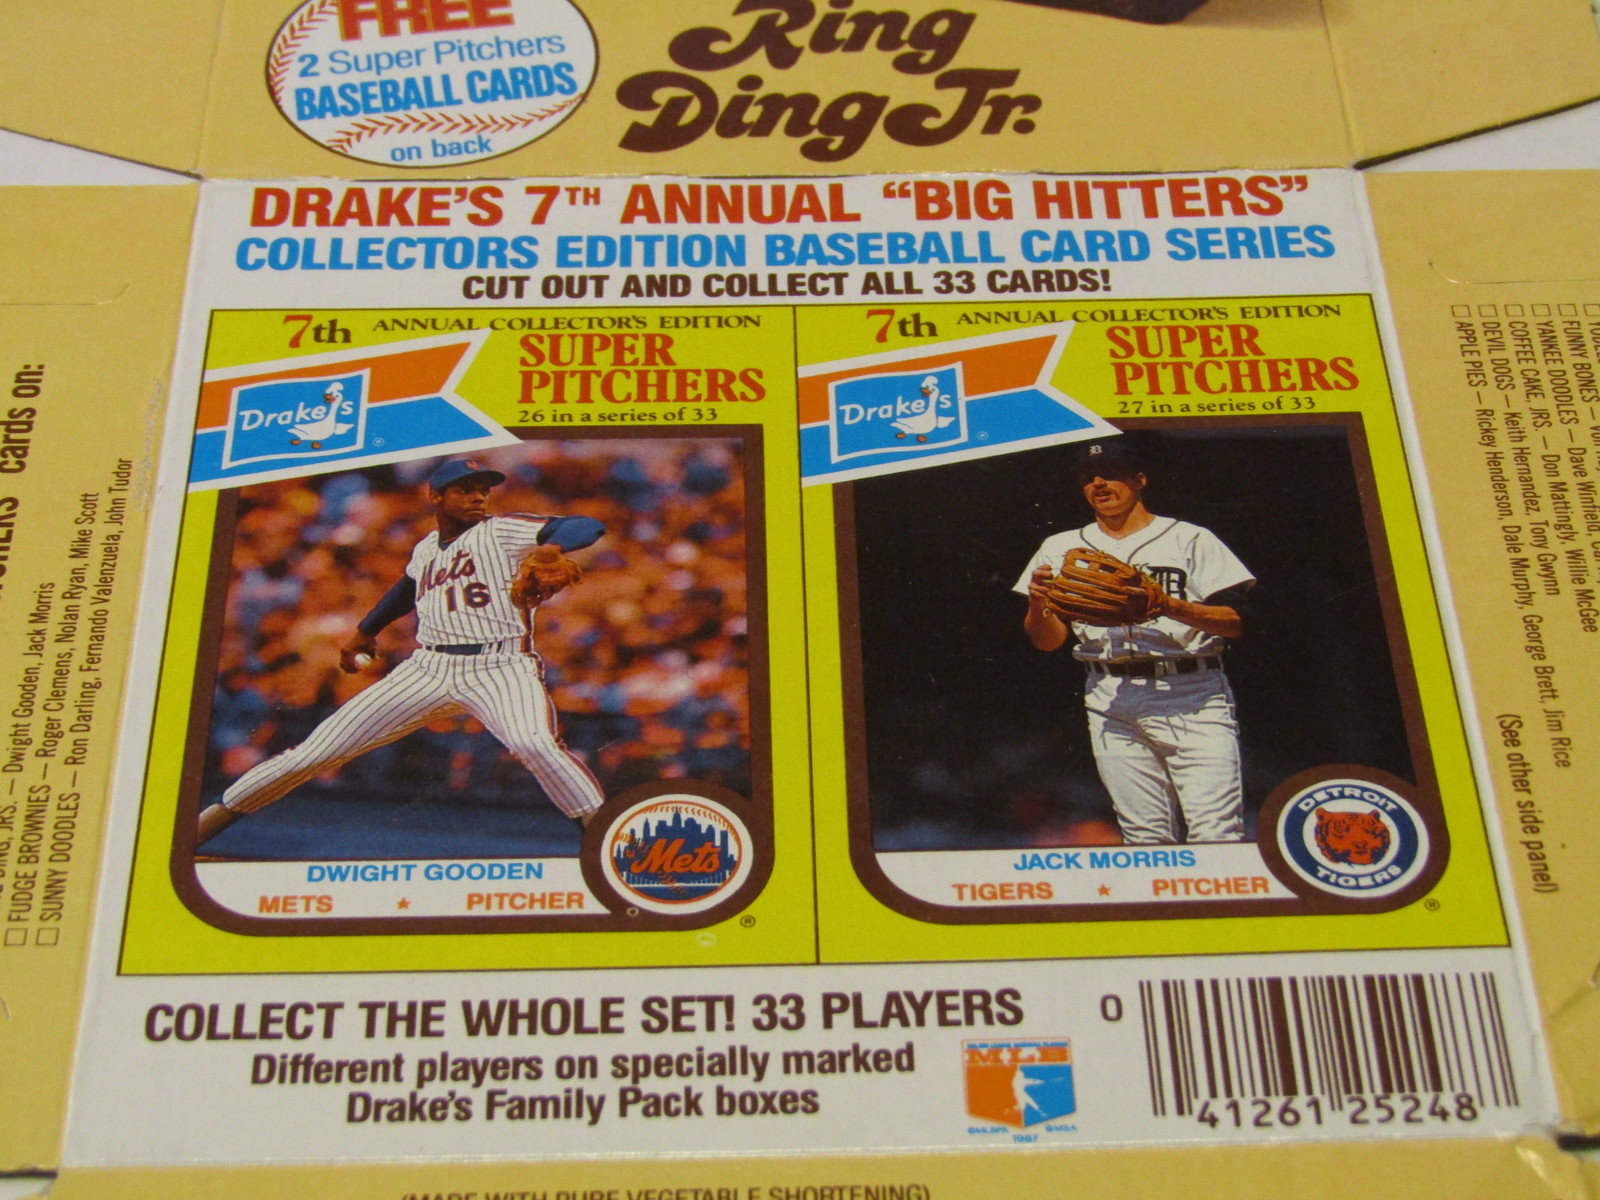 FREE
2 Super Pitchers
BASEBALL CARDS
on back
Ring
Ding Jr.
DRAKE'S 7TH ANNUAL "BIG HITTERS"
COLLECTORS EDITION BASEBALL CARD SERIES
CUT OUT AND COLLECT ALL 33 CARDS!
7th ANNUAL COLLECTOR'S EDITION
SUPER
PITCHERS
26 in a series of 33
Drake's
®
Mets
16
DWIGHT GOODEN
METS ★ PITCHER
Mets
®
7th ANNUAL COLLECTOR'S EDITION
SUPER
PITCHERS
27 in a series of 33
Drake's
®
JACK MORRIS
TIGERS ★ PITCHER
DETROIT
TIGERS
®
COLLECT THE WHOLE SET! 33 PLAYERS
Different players on specially marked
Drake's Family Pack boxes
MLB
1987
0 41261 25248
(MADE WITH PURE VEGETABLE SHORTENING)
cards on:
JRS. – Dwight Gooden, Jack Morris
FUDGE BROWNIES – Roger Clemens, Nolan Ryan, Mike Scott
SUNNY DOODLES – Ron Darling, Fernando Valenzuela, John Tudor
FUNNY BONES – Dave Winfield,
YANKEE DOODLES – Don Mattingly, Willie McGee
COFFEE CAKE, JRS. – Keith Hernandez, Tony Gwynn
DEVIL DOGS – Rickey Henderson, Dale Murphy, George Brett, Jim Rice
APPLE PIES –
(See other side panel)